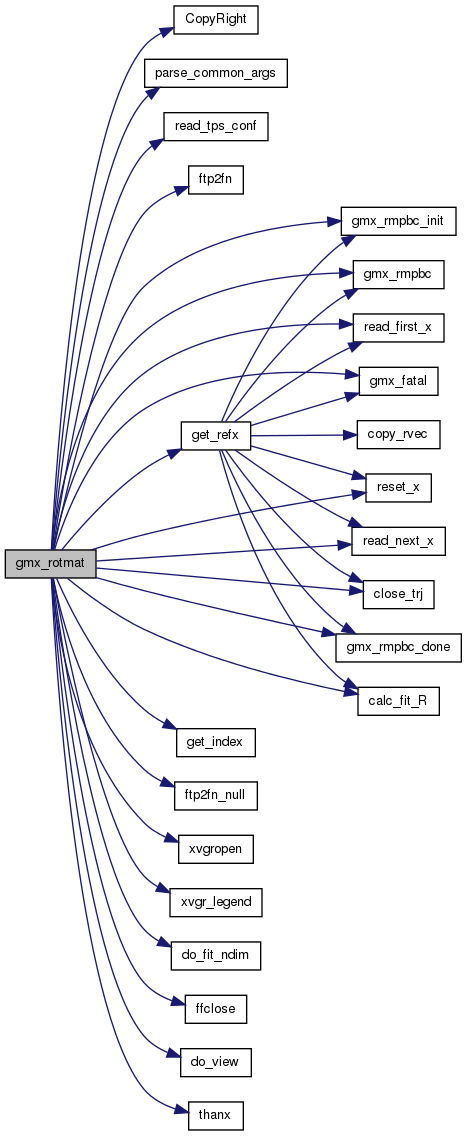 CopyRight
parse_common_args
read_tps_conf
ftp2fn
gmx_rmpbc_init
gmx_rmpbc
read_first_x
gmx_fatal
get_refx
copy_rvec
reset_x
read_next_x
gmx_rotmat
close_trj
gmx_rmpbc_done
calc_fit_R
get_index
ftp2fn_null
xvgropen
xvgr_legend
do_fit_ndim
ffclose
do_view
thanx